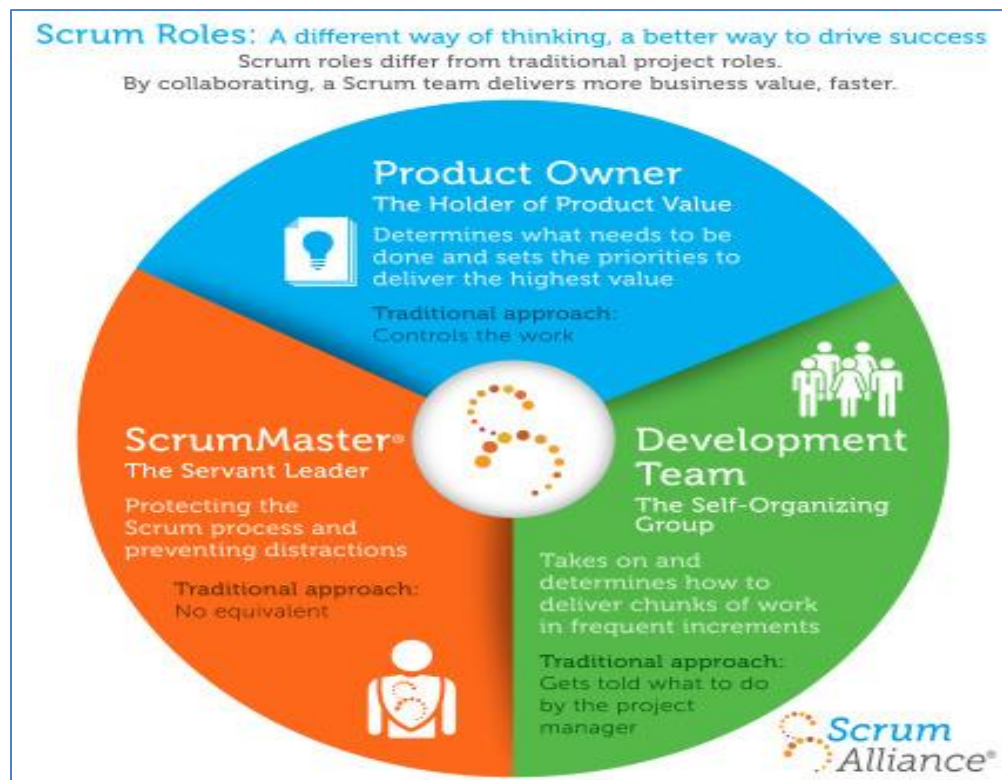 Scrum Roles: A different way of thinking, a better way to drive success
Scrum roles differ from traditional project roles.
By collaborating, a Scrum team delivers more business value, faster.
Product Owner
The Holder of Product Value
Determines what needs to be
done and sets the priorities to
deliver the highest value
Traditional approach:
Controls the work
ScrumMaster®
The Servant Leader
Protecting the
Scrum process and
preventing distractions
Traditional approach:
No equivalent
Development
Team
The Self-Organizing
Group
Takes on and
determines how to
deliver chunks of work
in frequent increments
Traditional approach:
Gets told what to do
by the project
manager
Scrum
Alliance®